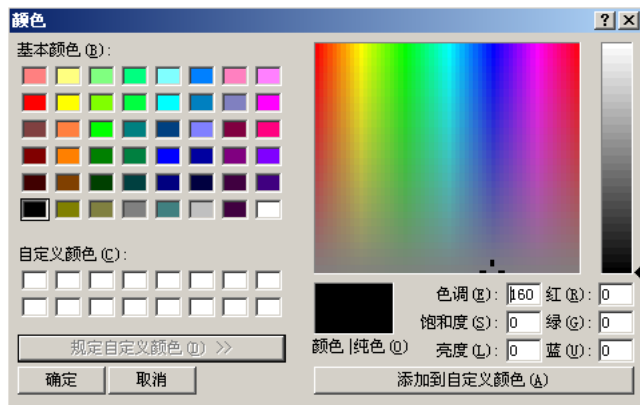 颜色
基本颜色(B):
自定义颜色(C):
规定自定义颜色(D) >>
确定 取消
颜色|纯色(O)
色调(E): 160 红(R): 0
饱和度(S): 0 绿(G): 0
亮度(L): 0 蓝(U): 0
添加到自定义颜色(A)